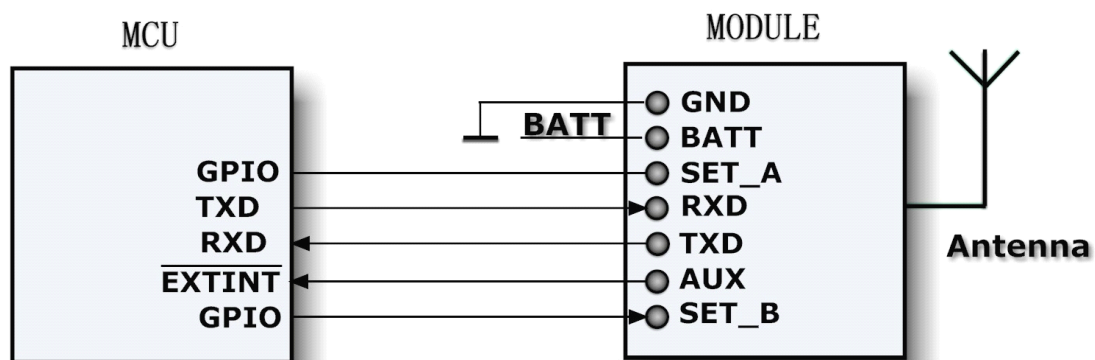 MCU
MODULE
GND
BATT
BATT
GPIO
SET_A
TXD
RXD
RXD
TXD
EXTINT
AUX
GPIO
SET_B
Antenna